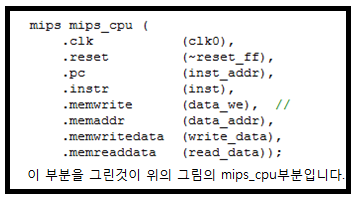 mips mips_cpu (
.clk (clk0),
.reset (~reset_ff),
.pc (inst_addr),
.instr (inst),
.memwrite (data_we), //
.memaddr (data_addr),
.memwritedata (write_data),
.memreaddata (read_data));
이 부분을 그린것이 위의 그림의 mips_cpu부분입니다.